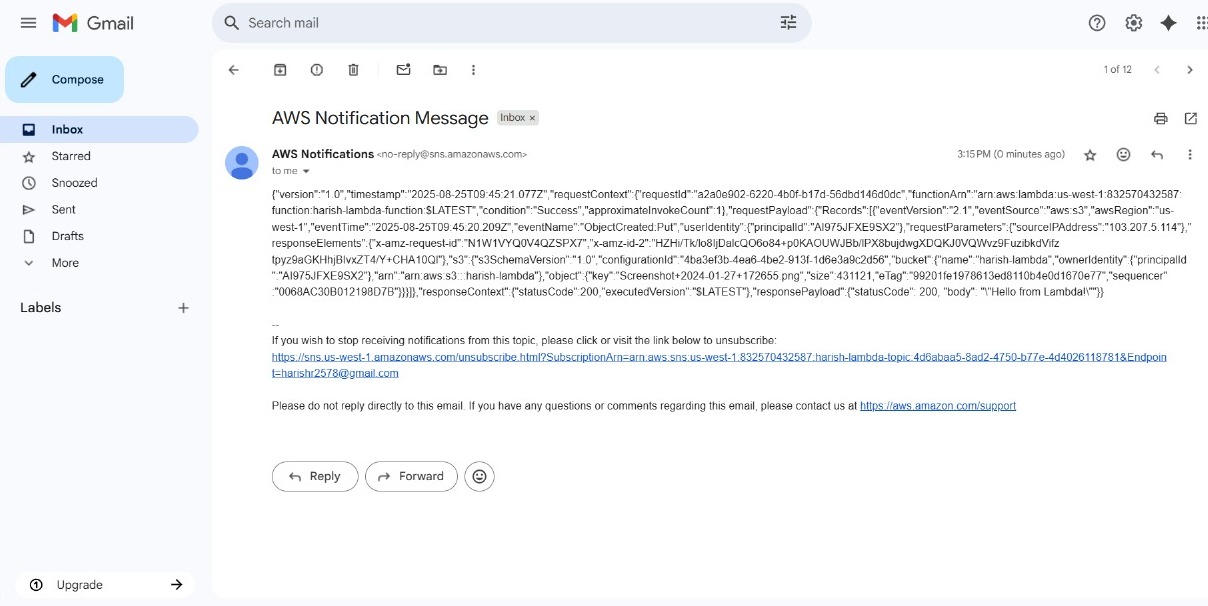 Gmail
Search mail
Compose
1 of 12
Inbox
Starred
Snoozed
Sent
Drafts
More
Labels
Upgrade
AWS Notification Message Inbox ×
AWS Notifications <no-reply@sns.amazonaws.com> 3:15 PM (0 minutes ago)
to me
{"version":"1.0","timestamp":"2025-08-25T09:45:21.077Z","requestContext":{"requestId":"a2a0e902-6220-4b0f-b17d-56dbd146d0dc","functionArn":"arn:aws:lambda:us-west-1:832570432587:
function:harish-lambda-function:$LATEST","condition":"Success","approximateInvokeCount":1},"requestPayload":{"Records":[{"eventVersion":"2.1","eventSource":"aws:s3","awsRegion":"us-
west-1","eventTime":"2025-08-25T09:45:20.209Z","eventName":"ObjectCreated:Put","userIdentity":{"principalId":"AI975JFXE9SX2"},"requestParameters":{"sourceIPAddress":"103.207.5.114"},"
responseElements":{"x-amz-request-id":"N1W1VYQ0V4QZSPX7","x-amz-id-2":"HZHi/Tk/lo8IjDalcQO6o84+p0KAOUWJBb/IPX8bujdwgXDQKJ0VQWvz9FuzibkdVifz
tpyz9aGKHhjBlvxZT4/Y+CHA10QI"},"s3":{"s3SchemaVersion":"1.0","configurationId":"4ba3ef3b-4ea6-4be2-913f-1d6e3a9c2d56","bucket":{"name":"harish-lambda","ownerIdentity":{"principalId
":"AI975JFXE9SX2"},"arn":"arn:aws:s3:::harish-lambda"},"object":{"key":"Screenshot+2024-01-27+172655.png","size":431121,"eTag":"99201fe1978613ed8110b4e0d1670e77","sequencer
":"0068AC30B012198D7B"}}}]},"responseContext":{"statusCode":200,"executedVersion":"$LATEST"},"responsePayload":{"statusCode": 200, "body": "\"Hello from Lambda!\""}}
--
If you wish to stop receiving notifications from this topic, please click or visit the link below to unsubscribe:
https://sns.us-west-1.amazonaws.com/unsubscribe.html?SubscriptionArn=arn:aws:sns:us-west-1:832570432587:harish-lambda-topic:4d6abaa5-8ad2-4750-b77e-4d4026118781&Endpoin
t=harishr2578@gmail.com
Please do not reply directly to this email. If you have any questions or comments regarding this email, please contact us at https://aws.amazon.com/support
Reply
Forward